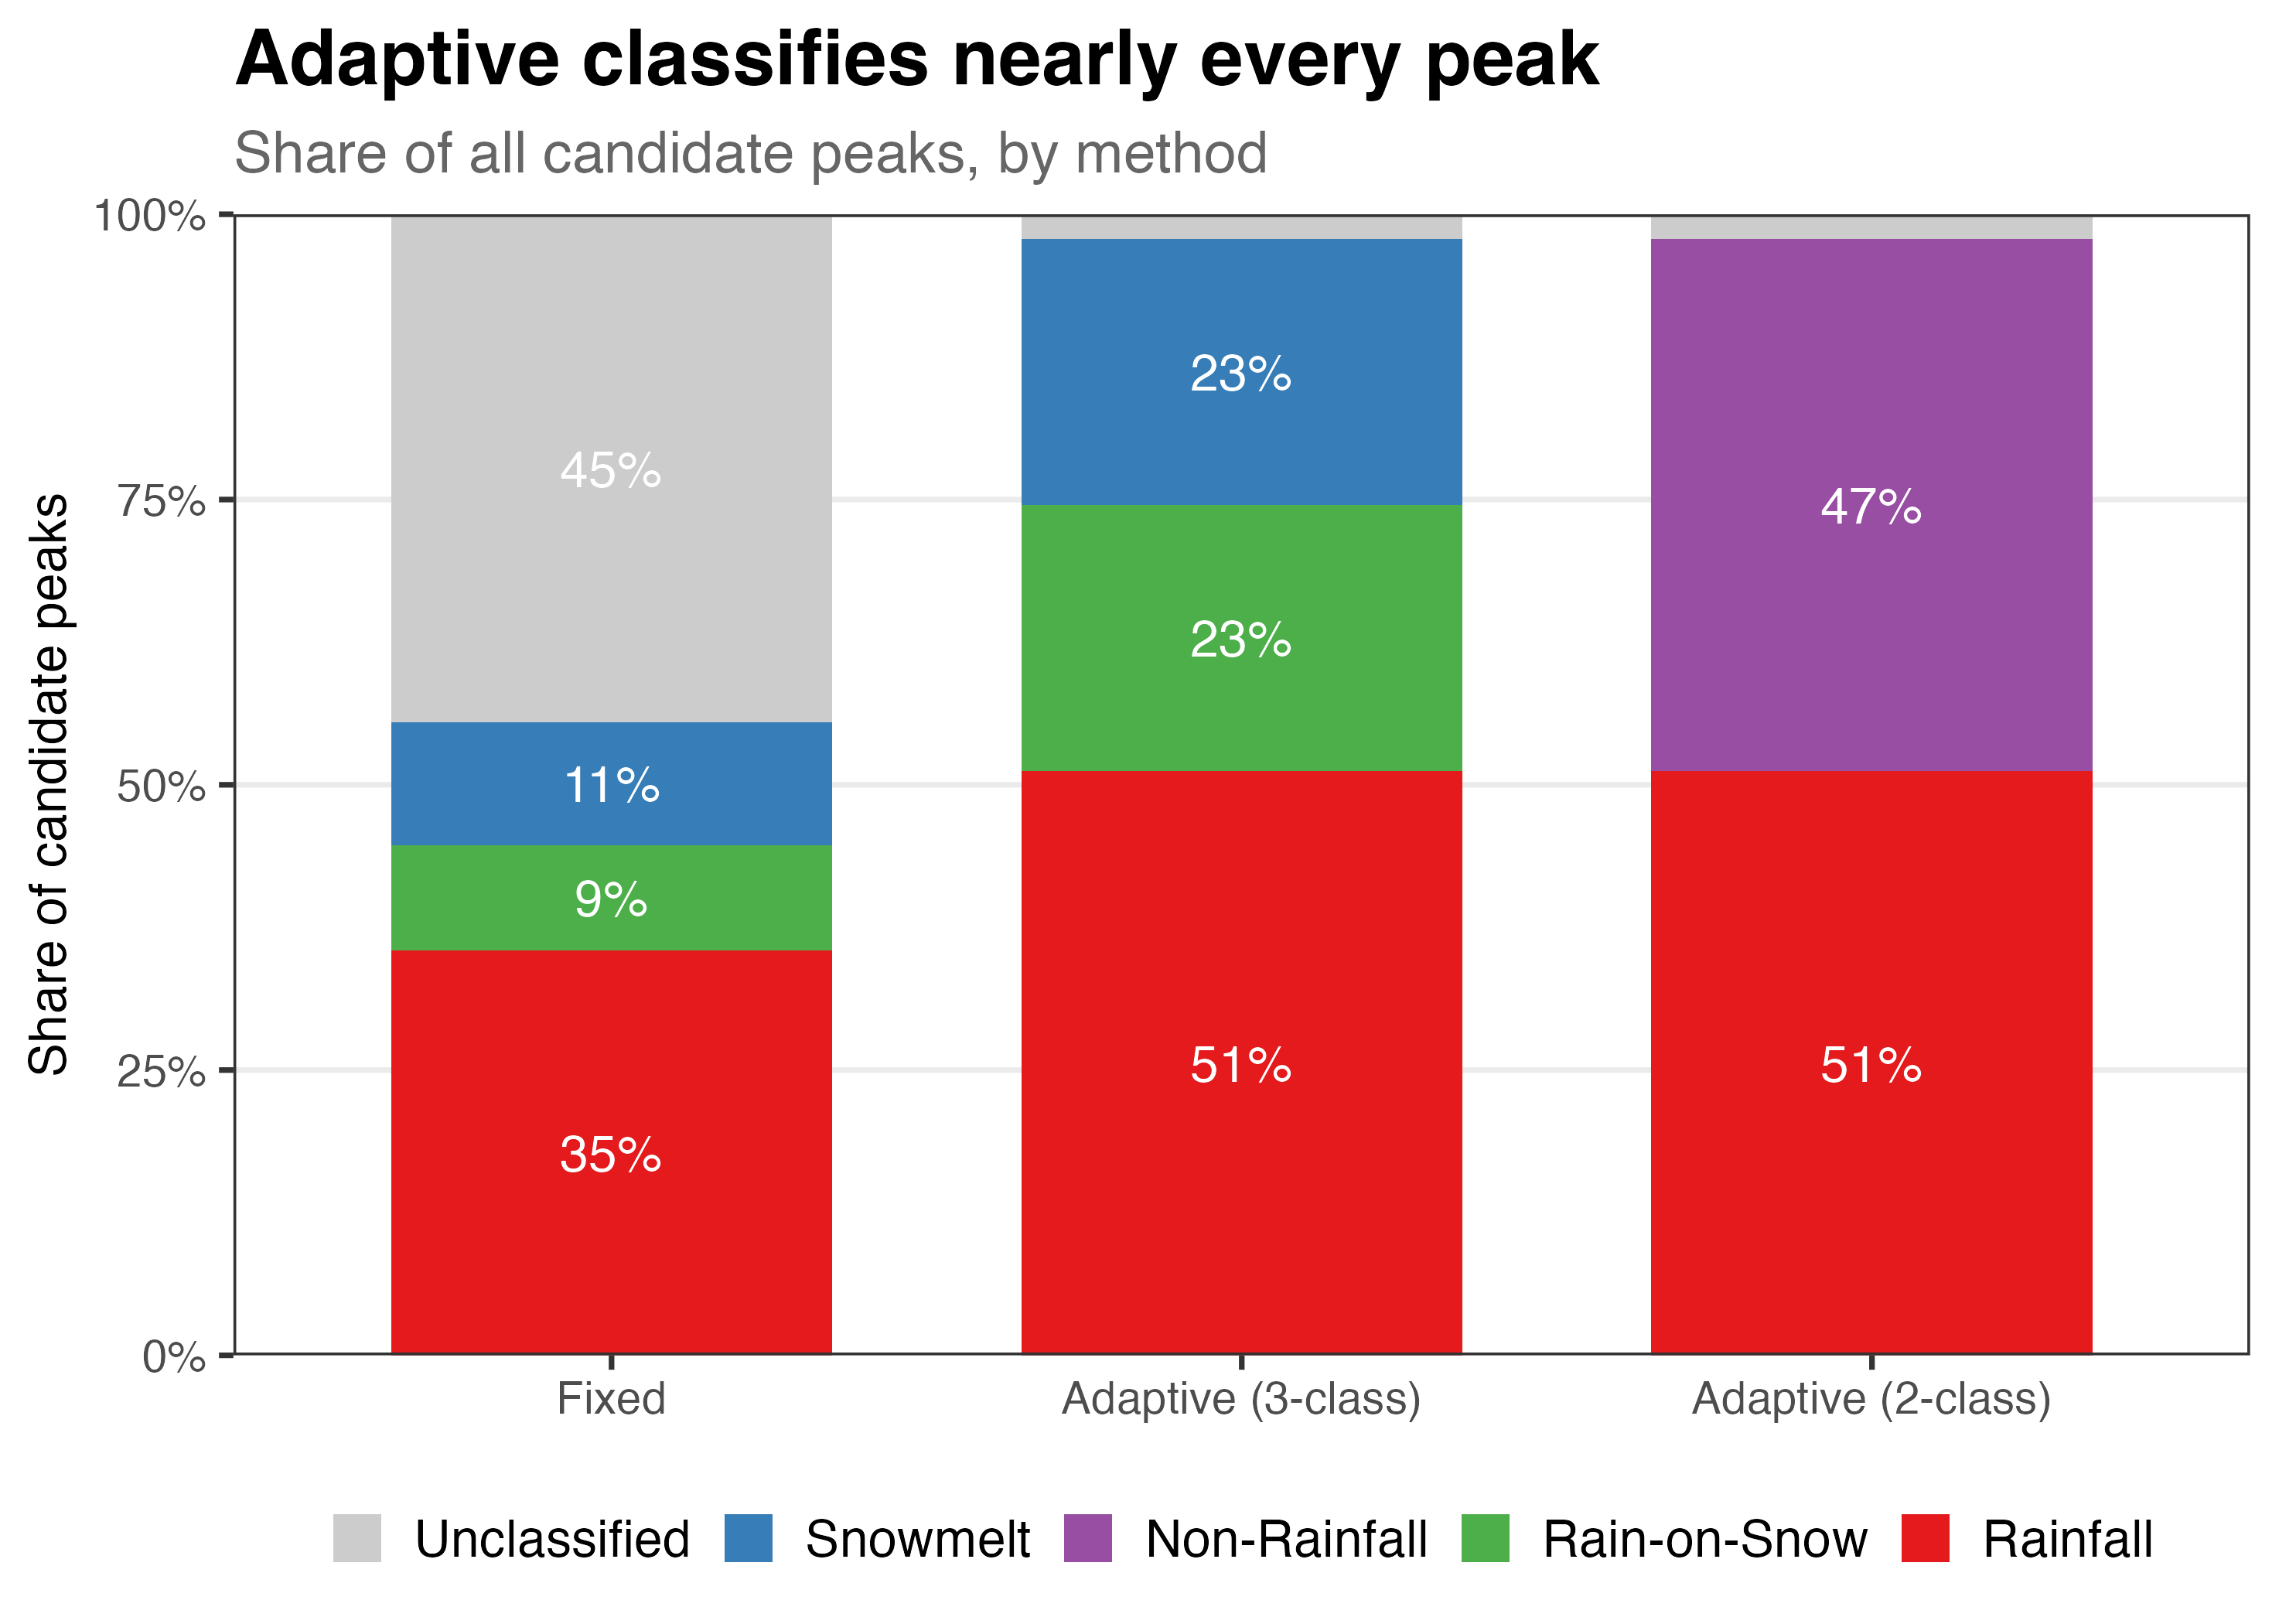 Adaptive classifies nearly every peak
Share of all candidate peaks, by method
Share of candidate peaks
100%
75%
50%
25%
0%
45%
11%
9%
35%
23%
23%
51%
47%
51%
Fixed
Adaptive (3-class)
Adaptive (2-class)
Unclassified
Snowmelt
Non-Rainfall
Rain-on-Snow
Rainfall